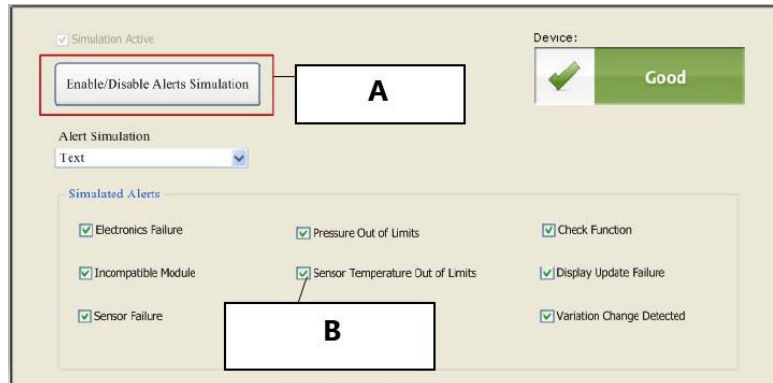 Simulation Active
Device:
Enable/Disable Alerts Simulation
A
Good
Alert Simulation
Text
Simulated Alerts
Electronics Failure
Pressure Out of Limits
Check Function
Incompatible Module
Sensor Temperature Out of Limits
Display Update Failure
Sensor Failure
B
Variation Change Detected